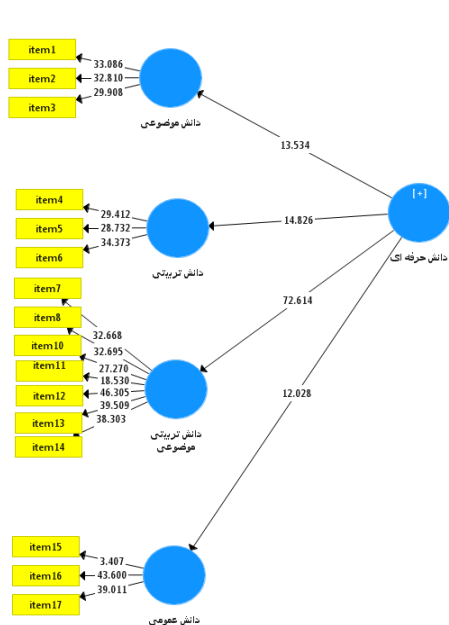 item1
33.086
item2
32.810
item3
29.908
دانش موضوعی
13.534
[+]
دانش حرفه ای
item4
29.412
item5
28.732
item6
34.373
14.826
دانش تربیتی
item7
32.668
item8
32.695
item10
27.270
item11
18.530
item12
46.305
item13
39.509
item14
38.303
72.614
دانش تربیتی
موضوعی
12.028
item15
3.407
item16
43.600
item17
39.011
دانش عمومی